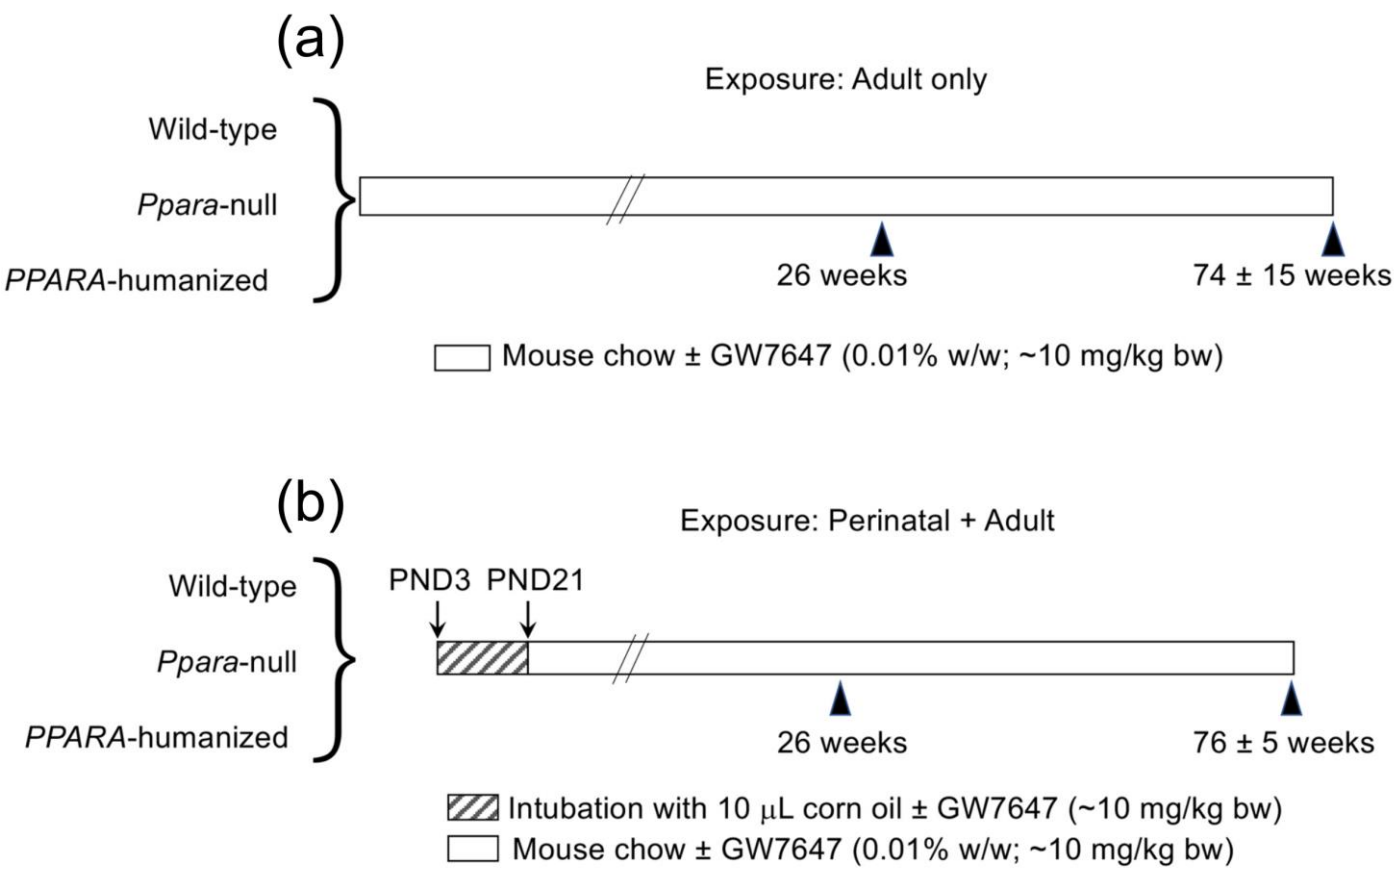 (a)
Exposure: Adult only
Wild-type
Ppara-null
PPARA-humanized
26 weeks
74 ± 15 weeks
Mouse chow ± GW7647 (0.01% w/w; ~10 mg/kg bw)
(b)
Exposure: Perinatal + Adult
Wild-type
Ppara-null
PPARA-humanized
PND3 PND21
26 weeks
76 ± 5 weeks
Intubation with 10 μL corn oil ± GW7647 (~10 mg/kg bw)
Mouse chow ± GW7647 (0.01% w/w; ~10 mg/kg bw)